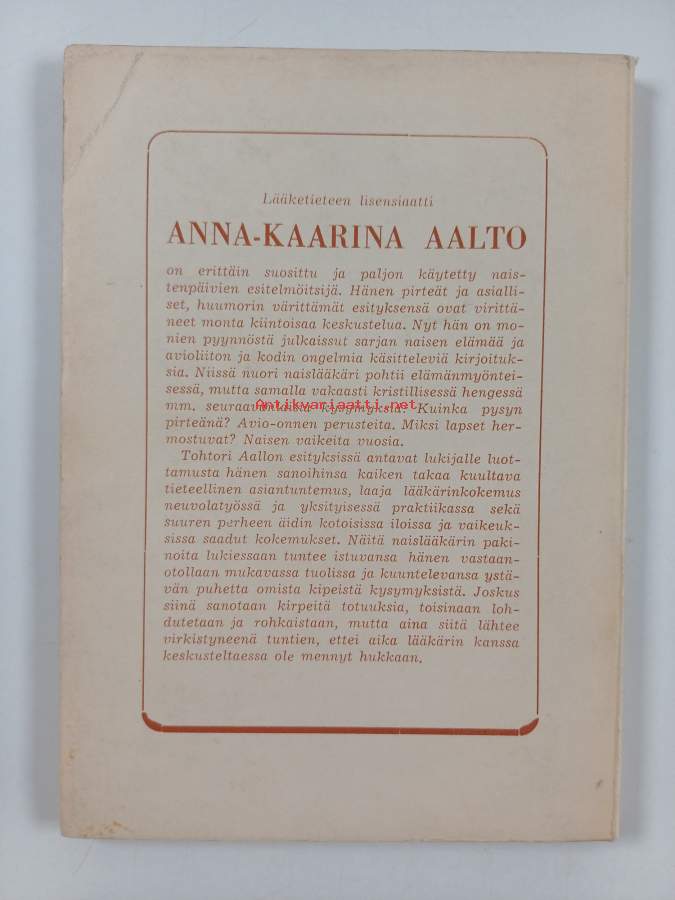 Lääketieteen lisensiaatti
ANNA-KAARINA AALTO
on erittäin suosittu ja paljon käytetty nais-
tenpäivien esitelmöitsijä. Hänen pirteät ja asialli-
set, huumorin värittämät esityksensä ovat virittä-
neet monta kiintoisaa keskustelua. Nyt hän on mo-
nien pyynnöstä julkaissut sarjan naisen elämää ja
avioliiton ja kodin ongelmia käsitteleviä kirjoituk-
sia. Niissä nuori naislääkäri pohtii elämänmyöntei-
sessä, mutta samalla vakaasti kristillisessä hengessä
mm. seuraavanlaisia kysymyksiä: Kuinka pysyn
Antikvariaatti.net
pirteänä? Avio-onnen perusteita. Miksi lapset her-
mostuvat? Naisen vaikeita vuosia.
Tohtori Aallon esityksissä antavat lukijalle luot-
tamusta hänen sanoihinsa kaiken takaa kuultava
tieteellinen asiantuntemus, laaja lääkärinkokemus
neuvolatyössä ja yksityisessä praktiikassa sekä
suuren perheen äidin kotoisissa iloissa ja vaikeuk-
sissa saadut kokemukset. Näitä naislääkärin paki-
noita lukiessaan tuntee istuvansa hänen vastaan-
otollaan mukavassa tuolissa ja kuuntelevansa ystä-
vän puhetta omista kipeistä kysymyksistä. Joskus
siinä sanotaan kirpeitä totuuksia, toisinaan loh-
dutetaan ja rohkaistaan, mutta aina siitä lähtee
virkistyneenä tuntien, ettei aika lääkärin kanssa
keskusteltaessa ole mennyt hukkaan.